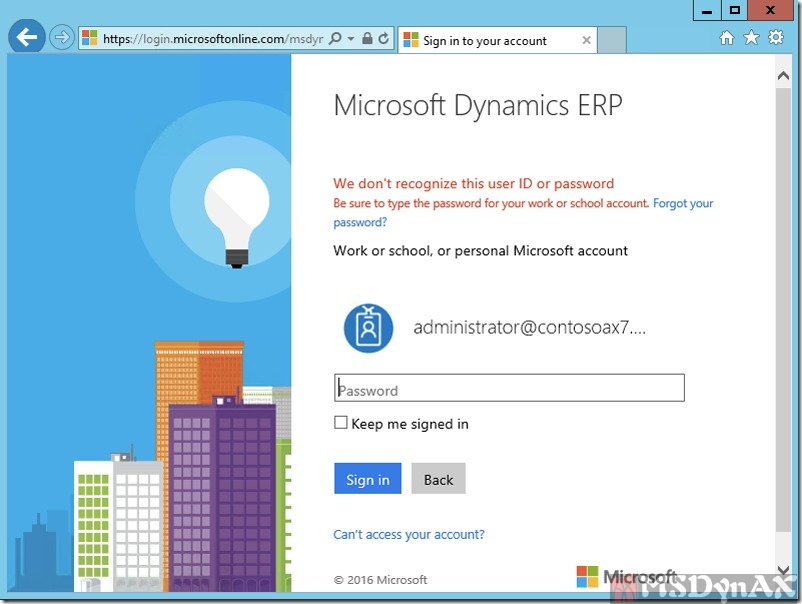 https://login.microsoftonline.com/msdyr
Sign in to your account
Microsoft Dynamics ERP
We don't recognize this user ID or password
Be sure to type the password for your work or school account. Forgot your
password?
Work or school, or personal Microsoft account
administrator@contosoax7....
Password
Keep me signed in
Sign in
Back
Can't access your account?
© 2016 Microsoft
Microsoft
MSDynAX